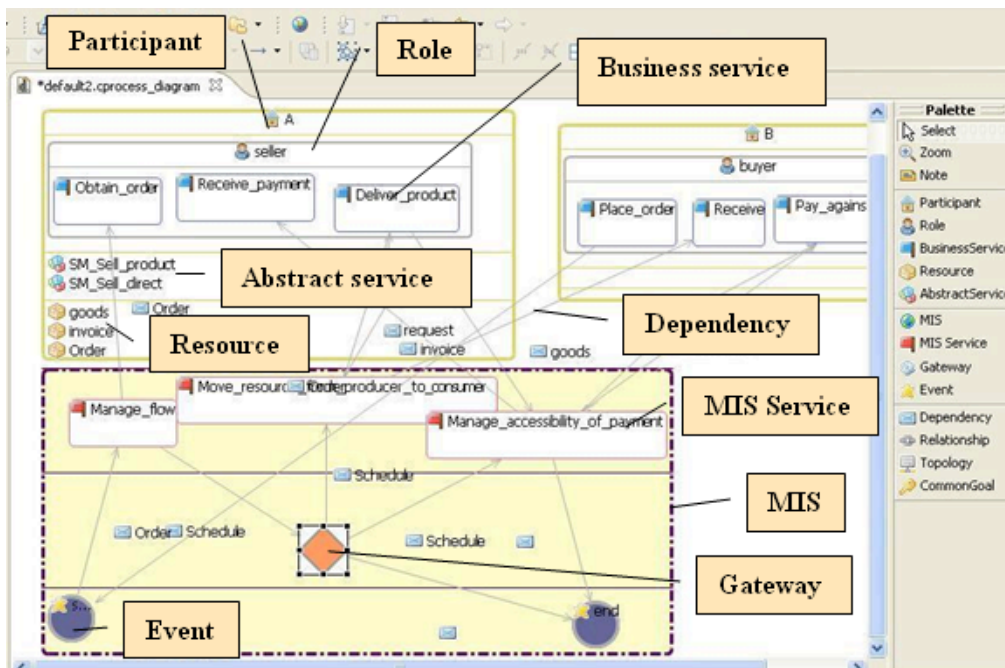 Participant
Role
Business service
*default2.cprocess_diagram
A
seller
Obtain_order
Receive_payment
Deliver_product
B
buyer
Place_order
Receive
Pay_agains
SM_Sell_product
SM_Sell_direct
Abstract service
goods
invoice
Order
Order
Resource
request
invoice
goods
Dependency
Manage_flow
Manage_accessibility_of_payment
MIS Service
Schedule
MIS
Order
Schedule
Schedule
Gateway
s...
Event
end
Palette
Select
Zoom
Note
Participant
Role
BusinessService
Resource
AbstractService
MIS
MIS Service
Gateway
Event
Dependency
Relationship
Topology
CommonGoal